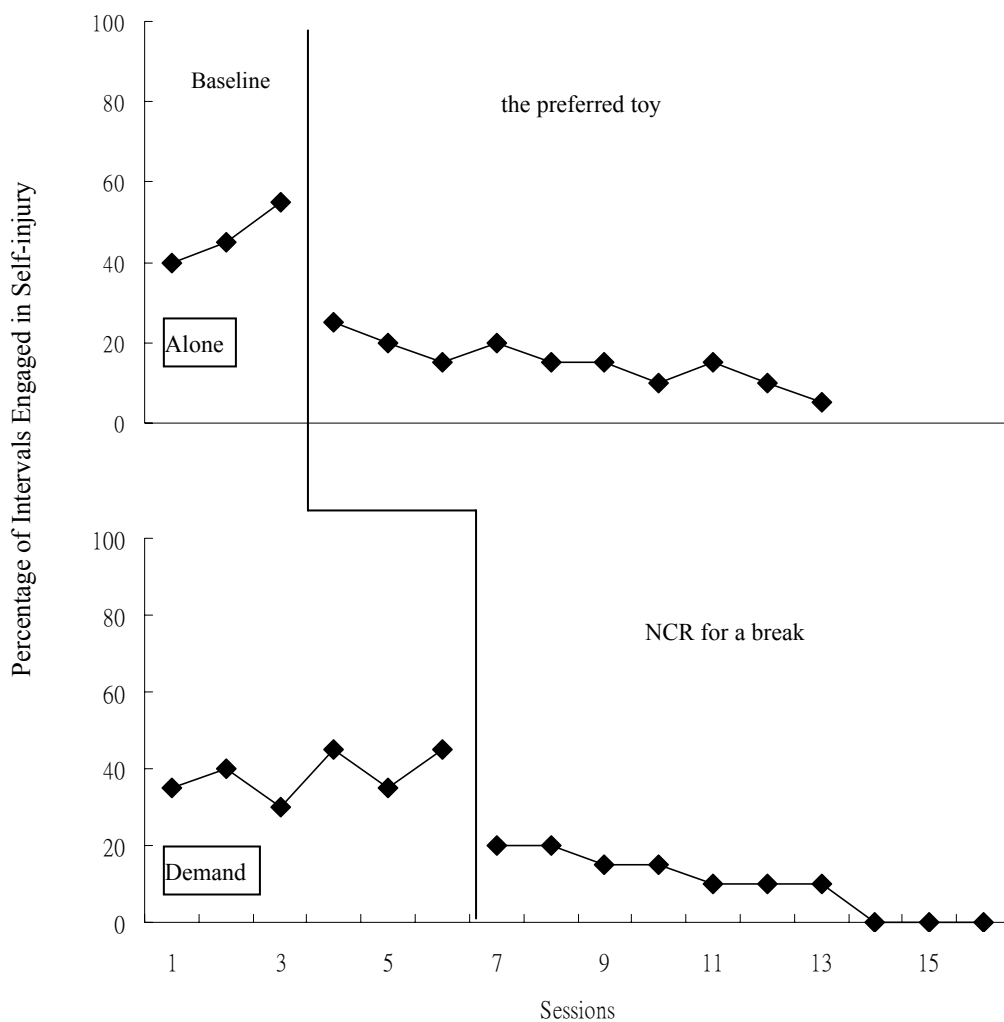 Percentage of Intervals Engaged in Self-injury
100
80
60
40
20
0
Baseline
the preferred toy
Alone
100
80
60
40
20
0
NCR for a break
Demand
1 3 5 7 9 11 13 15
Sessions